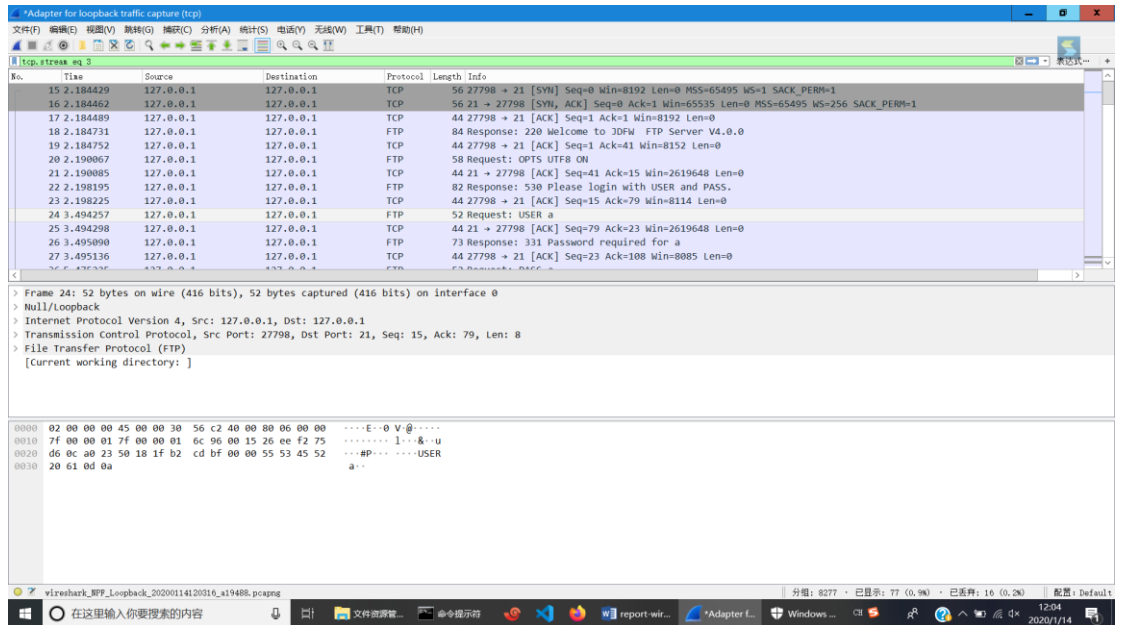 *Adapter for loopback traffic capture (tcp)
文件(F) 编辑(E) 视图(V) 跳转(G) 捕获(C) 分析(A) 统计(S) 电话(Y) 无线(W) 工具(T) 帮助(H)
tcp.stream eq 3 表达式…
No. Time Source Destination Protocol Length Info
15 2.184429 127.0.0.1 127.0.0.1 TCP 56 27798 → 21 [SYN] Seq=0 Win=8192 Len=0 MSS=65495 WS=1 SACK_PERM=1
16 2.184462 127.0.0.1 127.0.0.1 TCP 56 21 → 27798 [SYN, ACK] Seq=0 Ack=1 Win=65535 Len=0 MSS=65495 WS=256 SACK_PERM=1
17 2.184489 127.0.0.1 127.0.0.1 TCP 44 27798 → 21 [ACK] Seq=1 Ack=1 Win=8192 Len=0
18 2.184731 127.0.0.1 127.0.0.1 FTP 84 Response: 220 Welcome to JDFW FTP Server V4.0.0
19 2.184752 127.0.0.1 127.0.0.1 TCP 44 27798 → 21 [ACK] Seq=1 Ack=41 Win=8152 Len=0
20 2.190067 127.0.0.1 127.0.0.1 FTP 58 Request: OPTS UTF8 ON
21 2.190085 127.0.0.1 127.0.0.1 TCP 44 21 → 27798 [ACK] Seq=41 Ack=15 Win=2619648 Len=0
22 2.198195 127.0.0.1 127.0.0.1 FTP 82 Response: 530 Please login with USER and PASS.
23 2.198225 127.0.0.1 127.0.0.1 TCP 44 27798 → 21 [ACK] Seq=15 Ack=79 Win=8114 Len=0
24 3.494257 127.0.0.1 127.0.0.1 FTP 52 Request: USER a
25 3.494298 127.0.0.1 127.0.0.1 TCP 44 21 → 27798 [ACK] Seq=79 Ack=23 Win=2619648 Len=0
26 3.495090 127.0.0.1 127.0.0.1 FTP 73 Response: 331 Password required for a
27 3.495136 127.0.0.1 127.0.0.1 TCP 44 27798 → 21 [ACK] Seq=23 Ack=108 Win=8085 Len=0
Frame 24: 52 bytes on wire (416 bits), 52 bytes captured (416 bits) on interface 0
Null/Loopback
Internet Protocol Version 4, Src: 127.0.0.1, Dst: 127.0.0.1
Transmission Control Protocol, Src Port: 27798, Dst Port: 21, Seq: 15, Ack: 79, Len: 8
File Transfer Protocol (FTP)
[Current working directory: ]
0000 02 00 00 00 45 00 00 30 56 c2 40 00 80 06 00 00 ····E··0 V·@·····
0010 7f 00 00 01 7f 00 00 01 6c 96 00 15 26 ee f2 75 ········ l···&··u
0020 d6 0c a0 23 50 18 1f b2 cd bf 00 00 55 53 45 52 ···#P··· ····USER
0030 20 61 0d 0a a··
wireshark_NPF_Loopback_20200114120316_a19488.pcapng 分组: 8277 · 已显示: 77 (0.9%) · 已丢弃: 16 (0.2%) 配置: Default
在这里输入你要搜索的内容 文件资源管... 命令提示符 report-wir... *Adapter f... Windows ... CH 12:04
2020/1/14